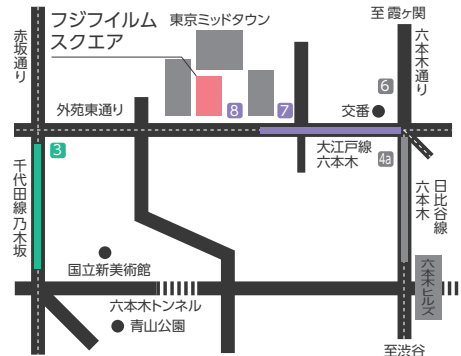 フジフイルム
スクエア
東京ミッドタウン
至霞ヶ関
赤坂通り
六本木通り
外苑東通り
8
7
6
交番
3
大江戸線
六本木
4a
千代田線乃木坂
日比谷線
六本木
国立新美術館
六本木トンネル
六本木ヒルズ
青山公園
至渋谷